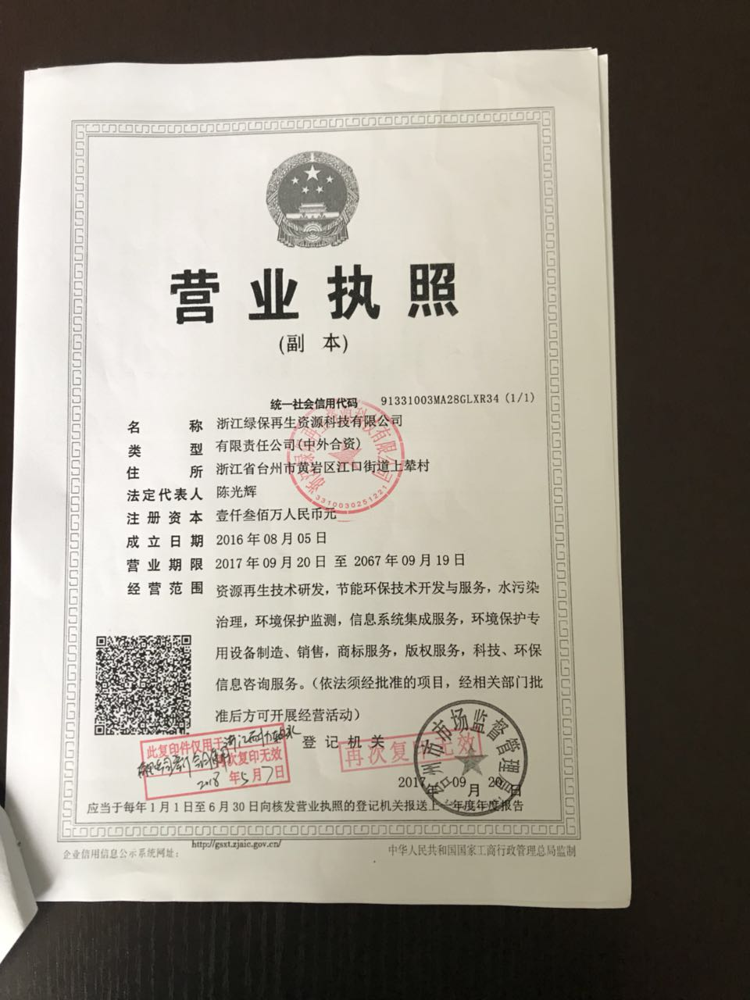 营业执照
(副 本)
统一社会信用代码 91331003MA28GLXR34 (1/1)
名 称 浙江绿保再生资源科技有限公司
类 型 有限责任公司(中外合资)
住 所 浙江省台州市黄岩区江口街道上辇村
法定代表人 陈光辉
注册资本 壹仟叁佰万人民币元
成立日期 2016年08月05日
营业期限 2017年09月20日 至 2067年09月19日
经营范围 资源再生技术研发，节能环保技术开发与服务，水污染
治理，环境保护监测，信息系统集成服务，环境保护专
用设备制造、销售，商标服务，版权服务，科技、环保
信息咨询服务。（依法须经批准的项目，经相关部门批
准后方可开展经营活动）
浙江绿保再生资源科技有限公司
3310030251221
登记机关
台州市市场监督管理局
再次复印无效
此复印件仅用于
再次复印无效
2018年5月7日
2017年09月20日
应当于每年1月1日至6月30日向核发营业执照的登记机关报送上一年度年度报告
企业信用信息公示系统网址： http://gsxt.zjaic.gov.cn/
中华人民共和国国家工商行政管理总局监制